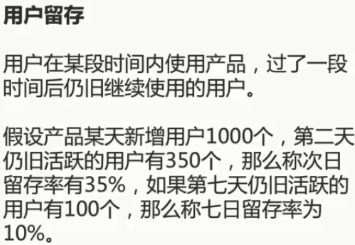 用户留存
用户在某段时间内使用产品，过了一段
时间后仍旧继续使用的用户。
假设产品某天新增用户1000个，第二天
仍旧活跃的用户有350个，那么称次日
留存率有35%，如果第七天仍旧活跃的
用户有100个，那么称七日留存率为
10%。